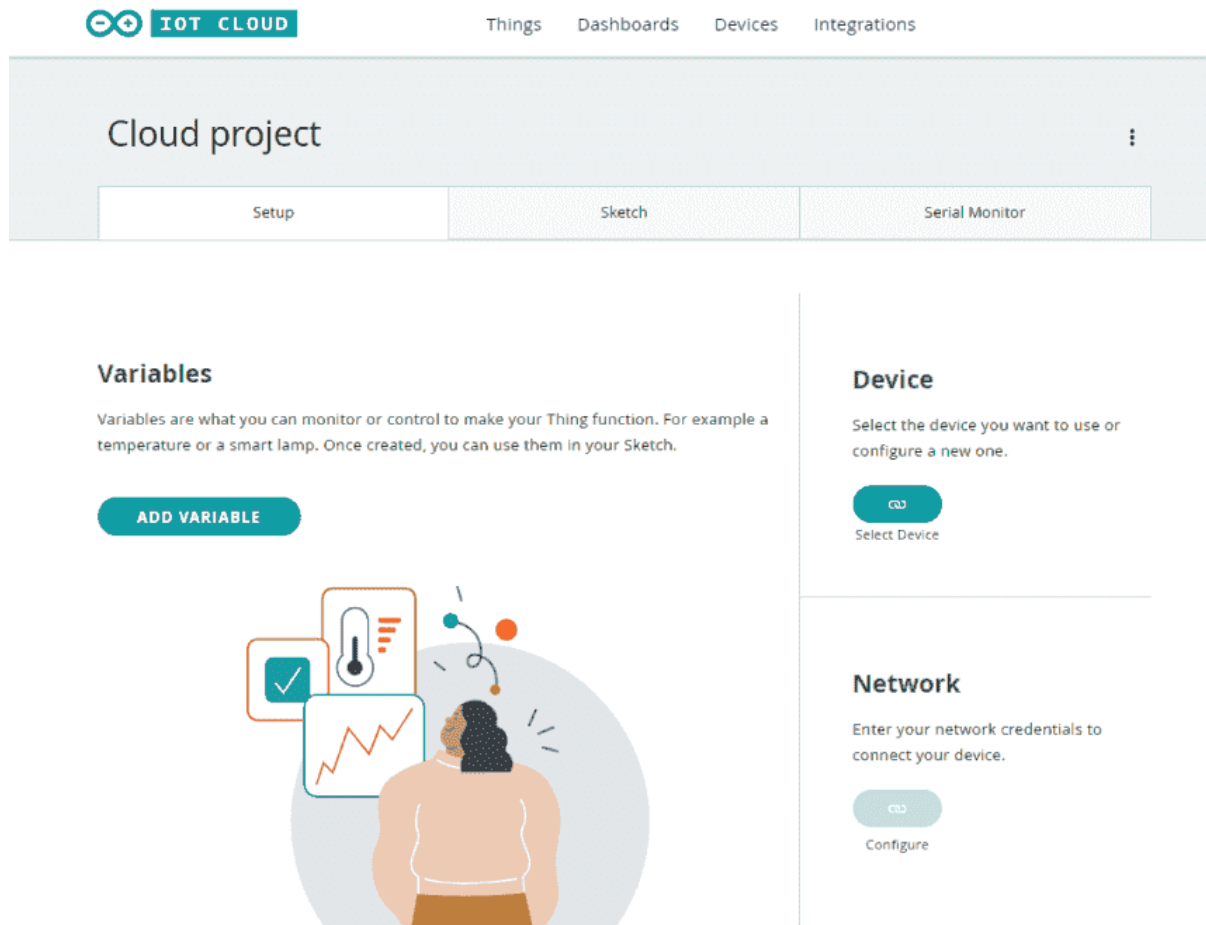 IOT CLOUD
Things Dashboards Devices Integrations
Cloud project
Setup Sketch Serial Monitor
Variables
Variables are what you can monitor or control to make your Thing function. For example a
temperature or a smart lamp. Once created, you can use them in your Sketch.
ADD VARIABLE
Device
Select the device you want to use or
configure a new one.
Select Device
Network
Enter your network credentials to
connect your device.
Configure